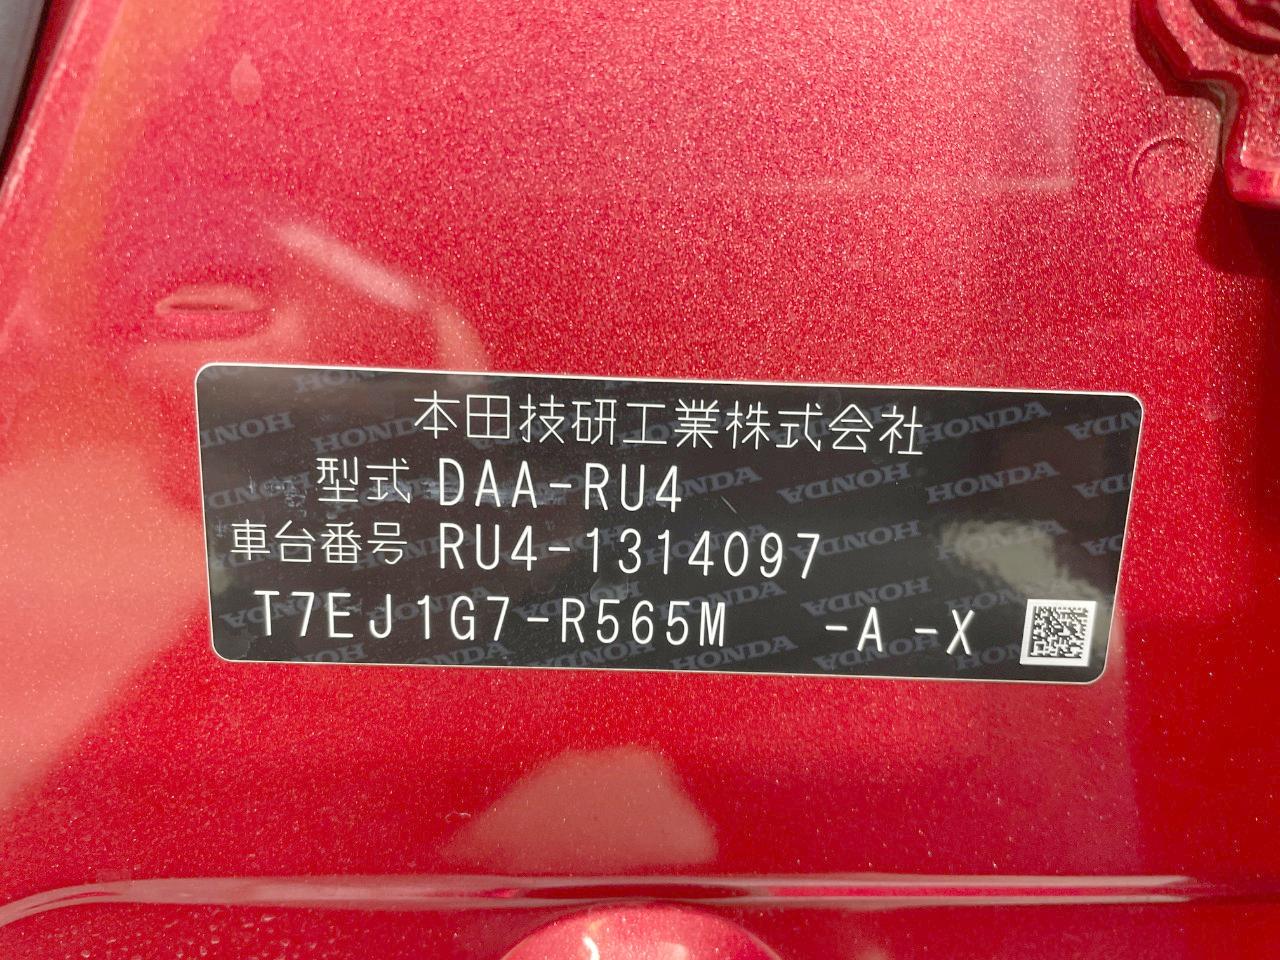 本田技研工業株式会社
型式 DAA-RU4
車台番号 RU4-1314097
T7EJ1G7-R565M -A -X